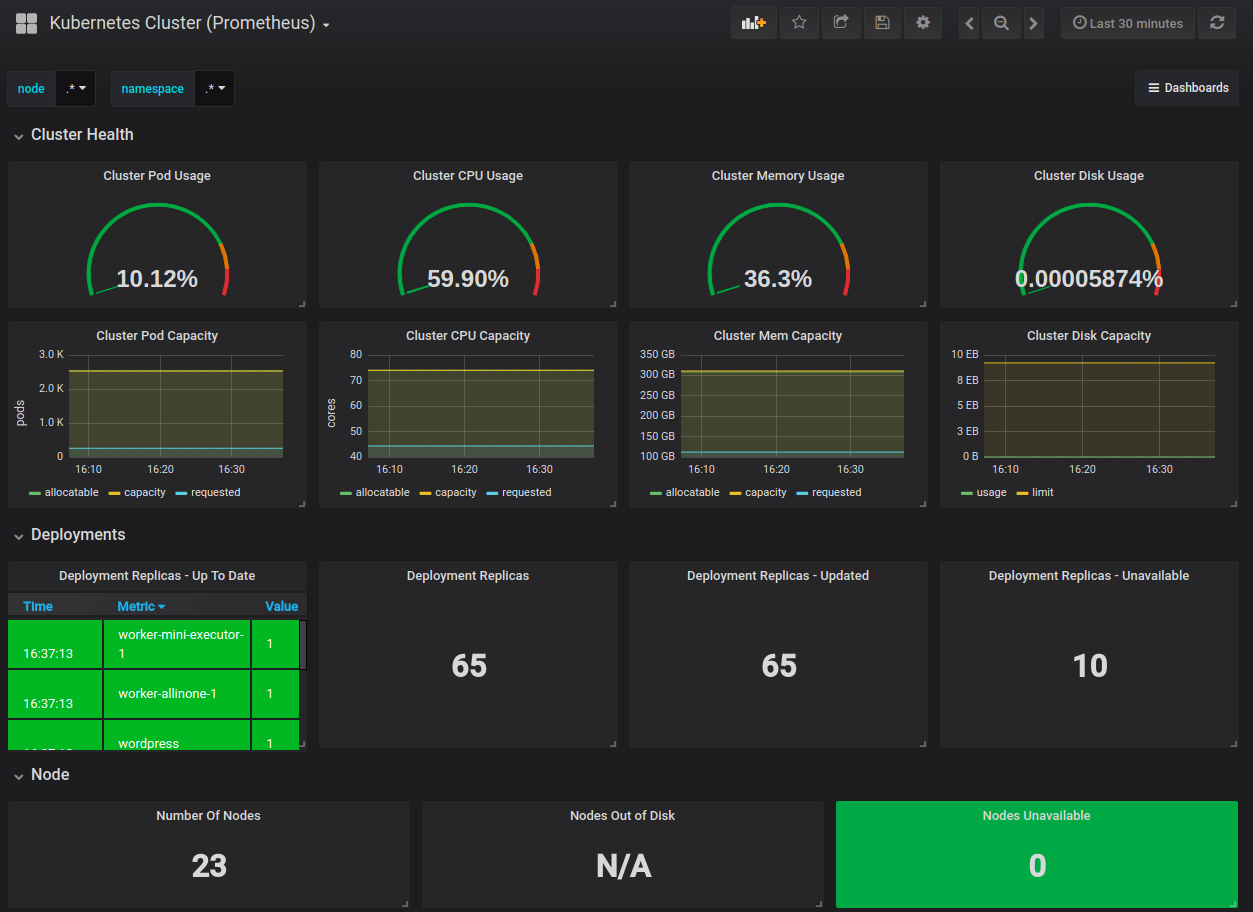 Kubernetes Cluster (Prometheus)
Last 30 minutes
node .* namespace .* Dashboards
Cluster Health
Cluster Pod Usage
10.12%
Cluster CPU Usage
59.90%
Cluster Memory Usage
36.3%
Cluster Disk Usage
0.00005874%
Cluster Pod Capacity
3.0 K
2.0 K
1.0 K
0
pods
16:10 16:20 16:30
allocatable capacity requested
Cluster CPU Capacity
80
70
60
50
40
cores
16:10 16:20 16:30
allocatable capacity requested
Cluster Mem Capacity
350 GB
300 GB
250 GB
200 GB
150 GB
100 GB
16:10 16:20 16:30
allocatable capacity requested
Cluster Disk Capacity
10 EB
8 EB
5 EB
3 EB
0 B
16:10 16:20 16:30
usage limit
Deployments
Deployment Replicas - Up To Date
Time Metric Value
16:37:13 worker-mini-executor-
1 1
16:37:13 worker-allinone-1 1
wordpress 1
Deployment Replicas
65
Deployment Replicas - Updated
65
Deployment Replicas - Unavailable
10
Node
Number Of Nodes
23
Nodes Out of Disk
N/A
Nodes Unavailable
0